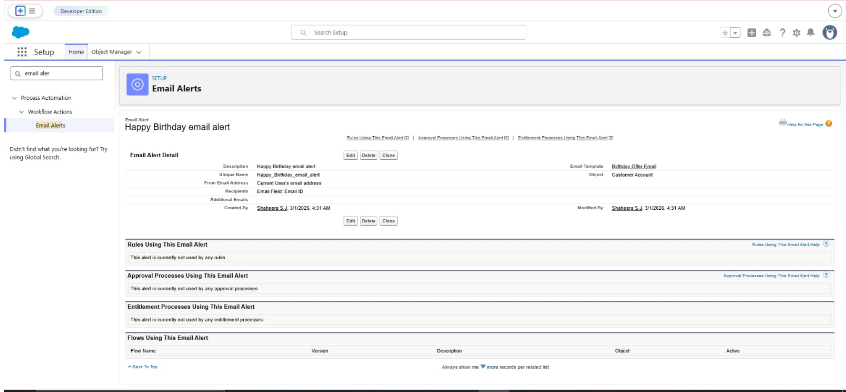 Developer Edition
Search Setup
Setup Home Object Manager
email aler
Process Automation
Workflow Actions
Email Alerts
Didn't find what you're looking for? Try
using Global Search.
SETUP
Email Alerts
Email Alert
Happy Birthday email alert
Help for this Page
Rules Using This Email Alert [0] | Approval Processes Using This Email Alert [0] | Entitlement Processes Using This Email Alert [0]
Email Alert Detail Edit Delete Clone
Description Happy Birthday email alert Email Template Birthday Offer Email
Unique Name Happy_Birthday_email_alert Object Customer Account
From Email Address Current User's email address
Recipients Email Field: Email ID
Additional Emails
Created By Shaheera S.J, 3/1/2026, 4:31 AM Modified By Shaheera S.J, 3/1/2026, 4:31 AM
Edit Delete Clone
Rules Using This Email Alert Rules Using This Email Alert Help ?
This alert is currently not used by any rules
Approval Processes Using This Email Alert Approval Processes Using This Email Alert Help ?
This alert is currently not used by any approval processes
Entitlement Processes Using This Email Alert
This alert is currently not used by any entitlement processes
Flows Using This Email Alert
Flow Name Version Description Object Active
Back To Top Always show me more records per related list